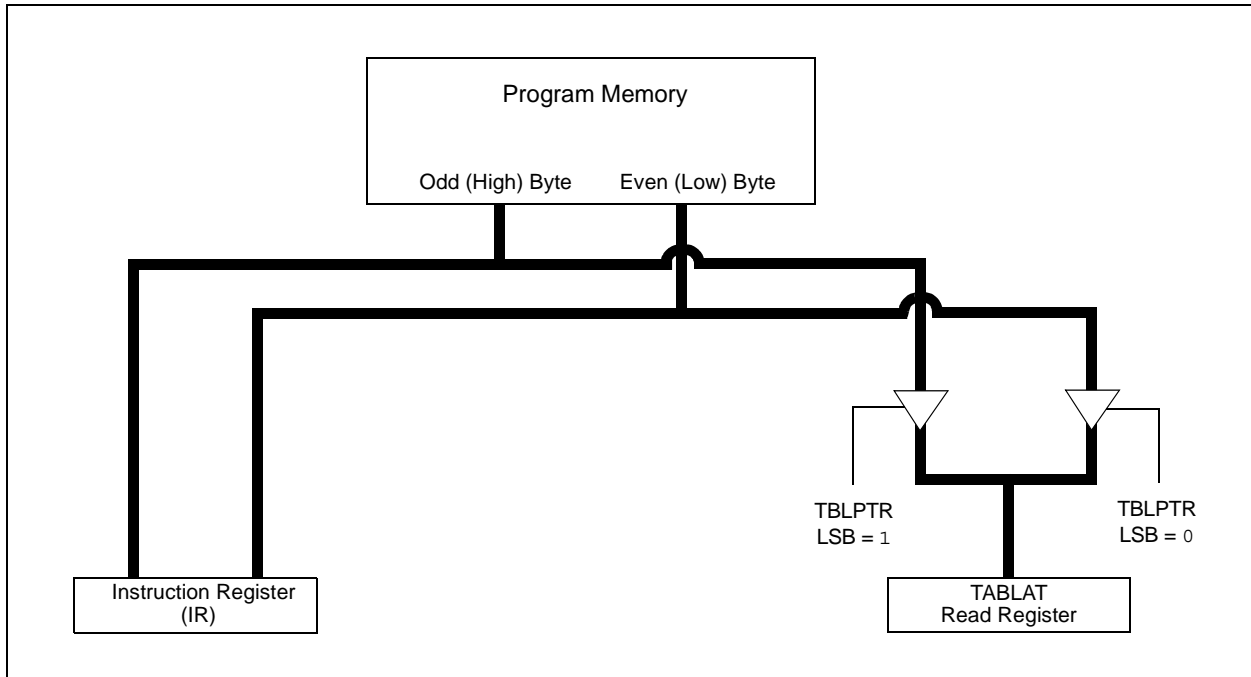 Program Memory
Odd (High) Byte
Even (Low) Byte
TBLPTR
LSB = 1
TBLPTR
LSB = 0
Instruction Register
(IR)
TABLAT
Read Register